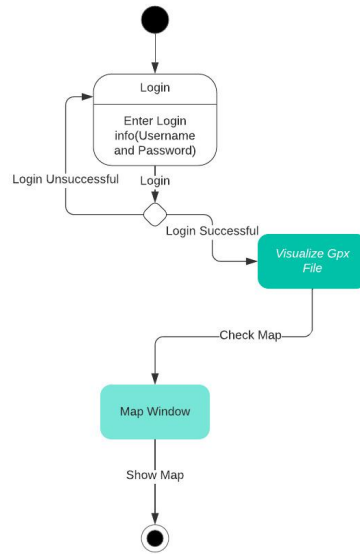 Login
Enter Login
info(Username
and Password)
Login Unsuccessful
Login
Login Successful
Visualize Gpx
File
Check Map
Map Window
Show Map